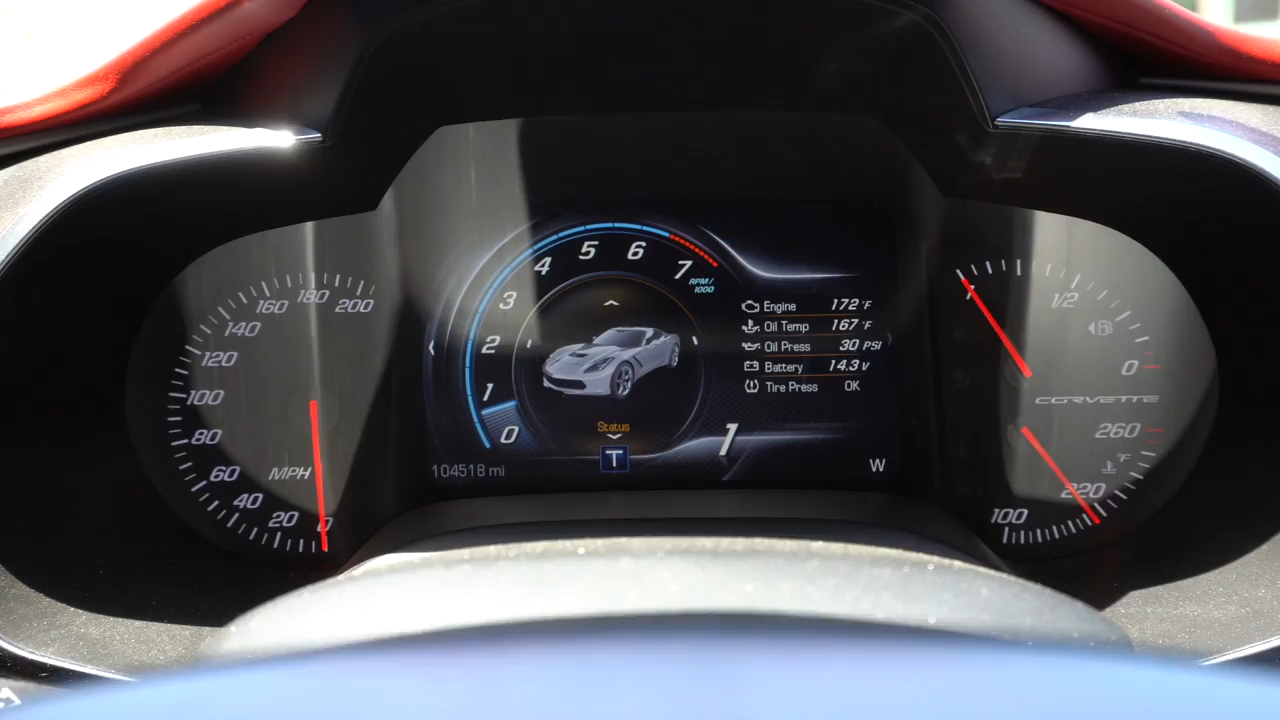 0
20
40
60
80
100
120
140
160
180
200
MPH
0
1
2
3
4
5
6
7
RPM/
1000
Status
T
104518 mi
Engine 172 °F
Oil Temp 167 °F
Oil Press 30 PSI
Battery 14.3 V
Tire Press OK
1
W
1
1/2
0
CORVETTE
260
°F
220
100